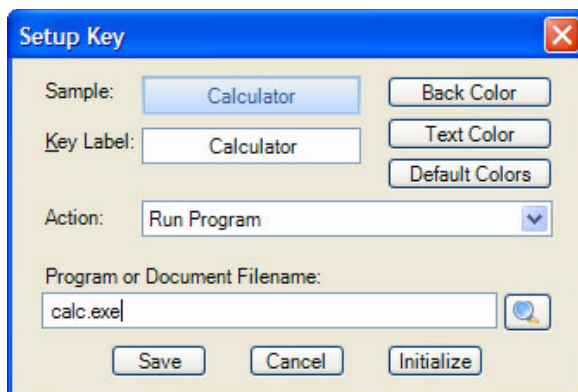 Setup Key
Sample: Calculator Back Color
Key Label: Calculator Text Color
Default Colors
Action: Run Program
Program or Document Filename:
calc.exe
Save Cancel Initialize